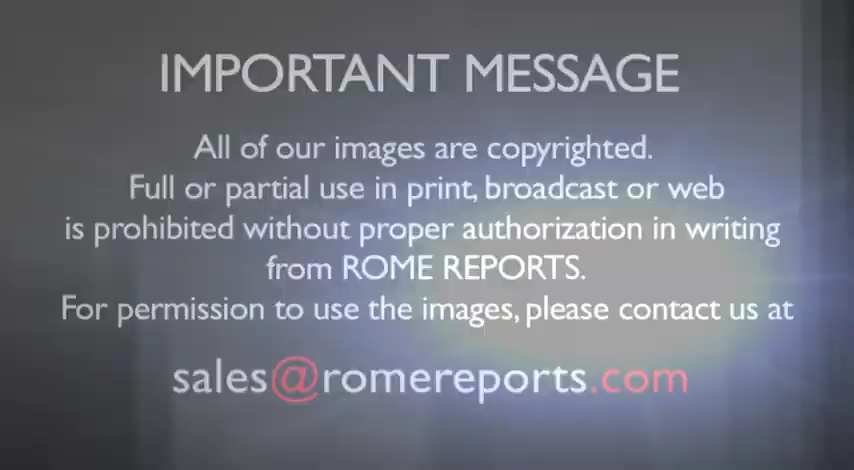 IMPORTANT MESSAGE
All of our images are copyrighted.
Full or partial use in print, broadcast or web
is prohibited without proper authorization in writing
from ROME REPORTS.
For permission to use the images, please contact us at
sales@romereports.com